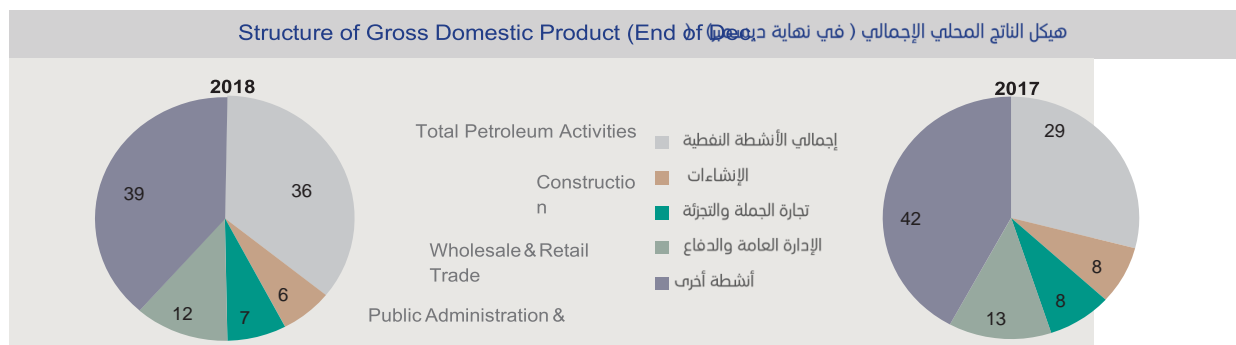 Structure of Gross Domestic Product (End of Dec.
هيكل الناتج المحلي الإجمالي ( في نهاية ديسمبر)
2018
36
6
7
12
39
Total Petroleum Activities
Constructio
n
Wholesale & Retail
Trade
Public Administration &
إجمالي الأنشطة النفطية
الإنشاءات
تجارة الجملة والتجزئة
الإدارة العامة والدفاع
أنشطة أخرى
2017
29
8
8
13
42